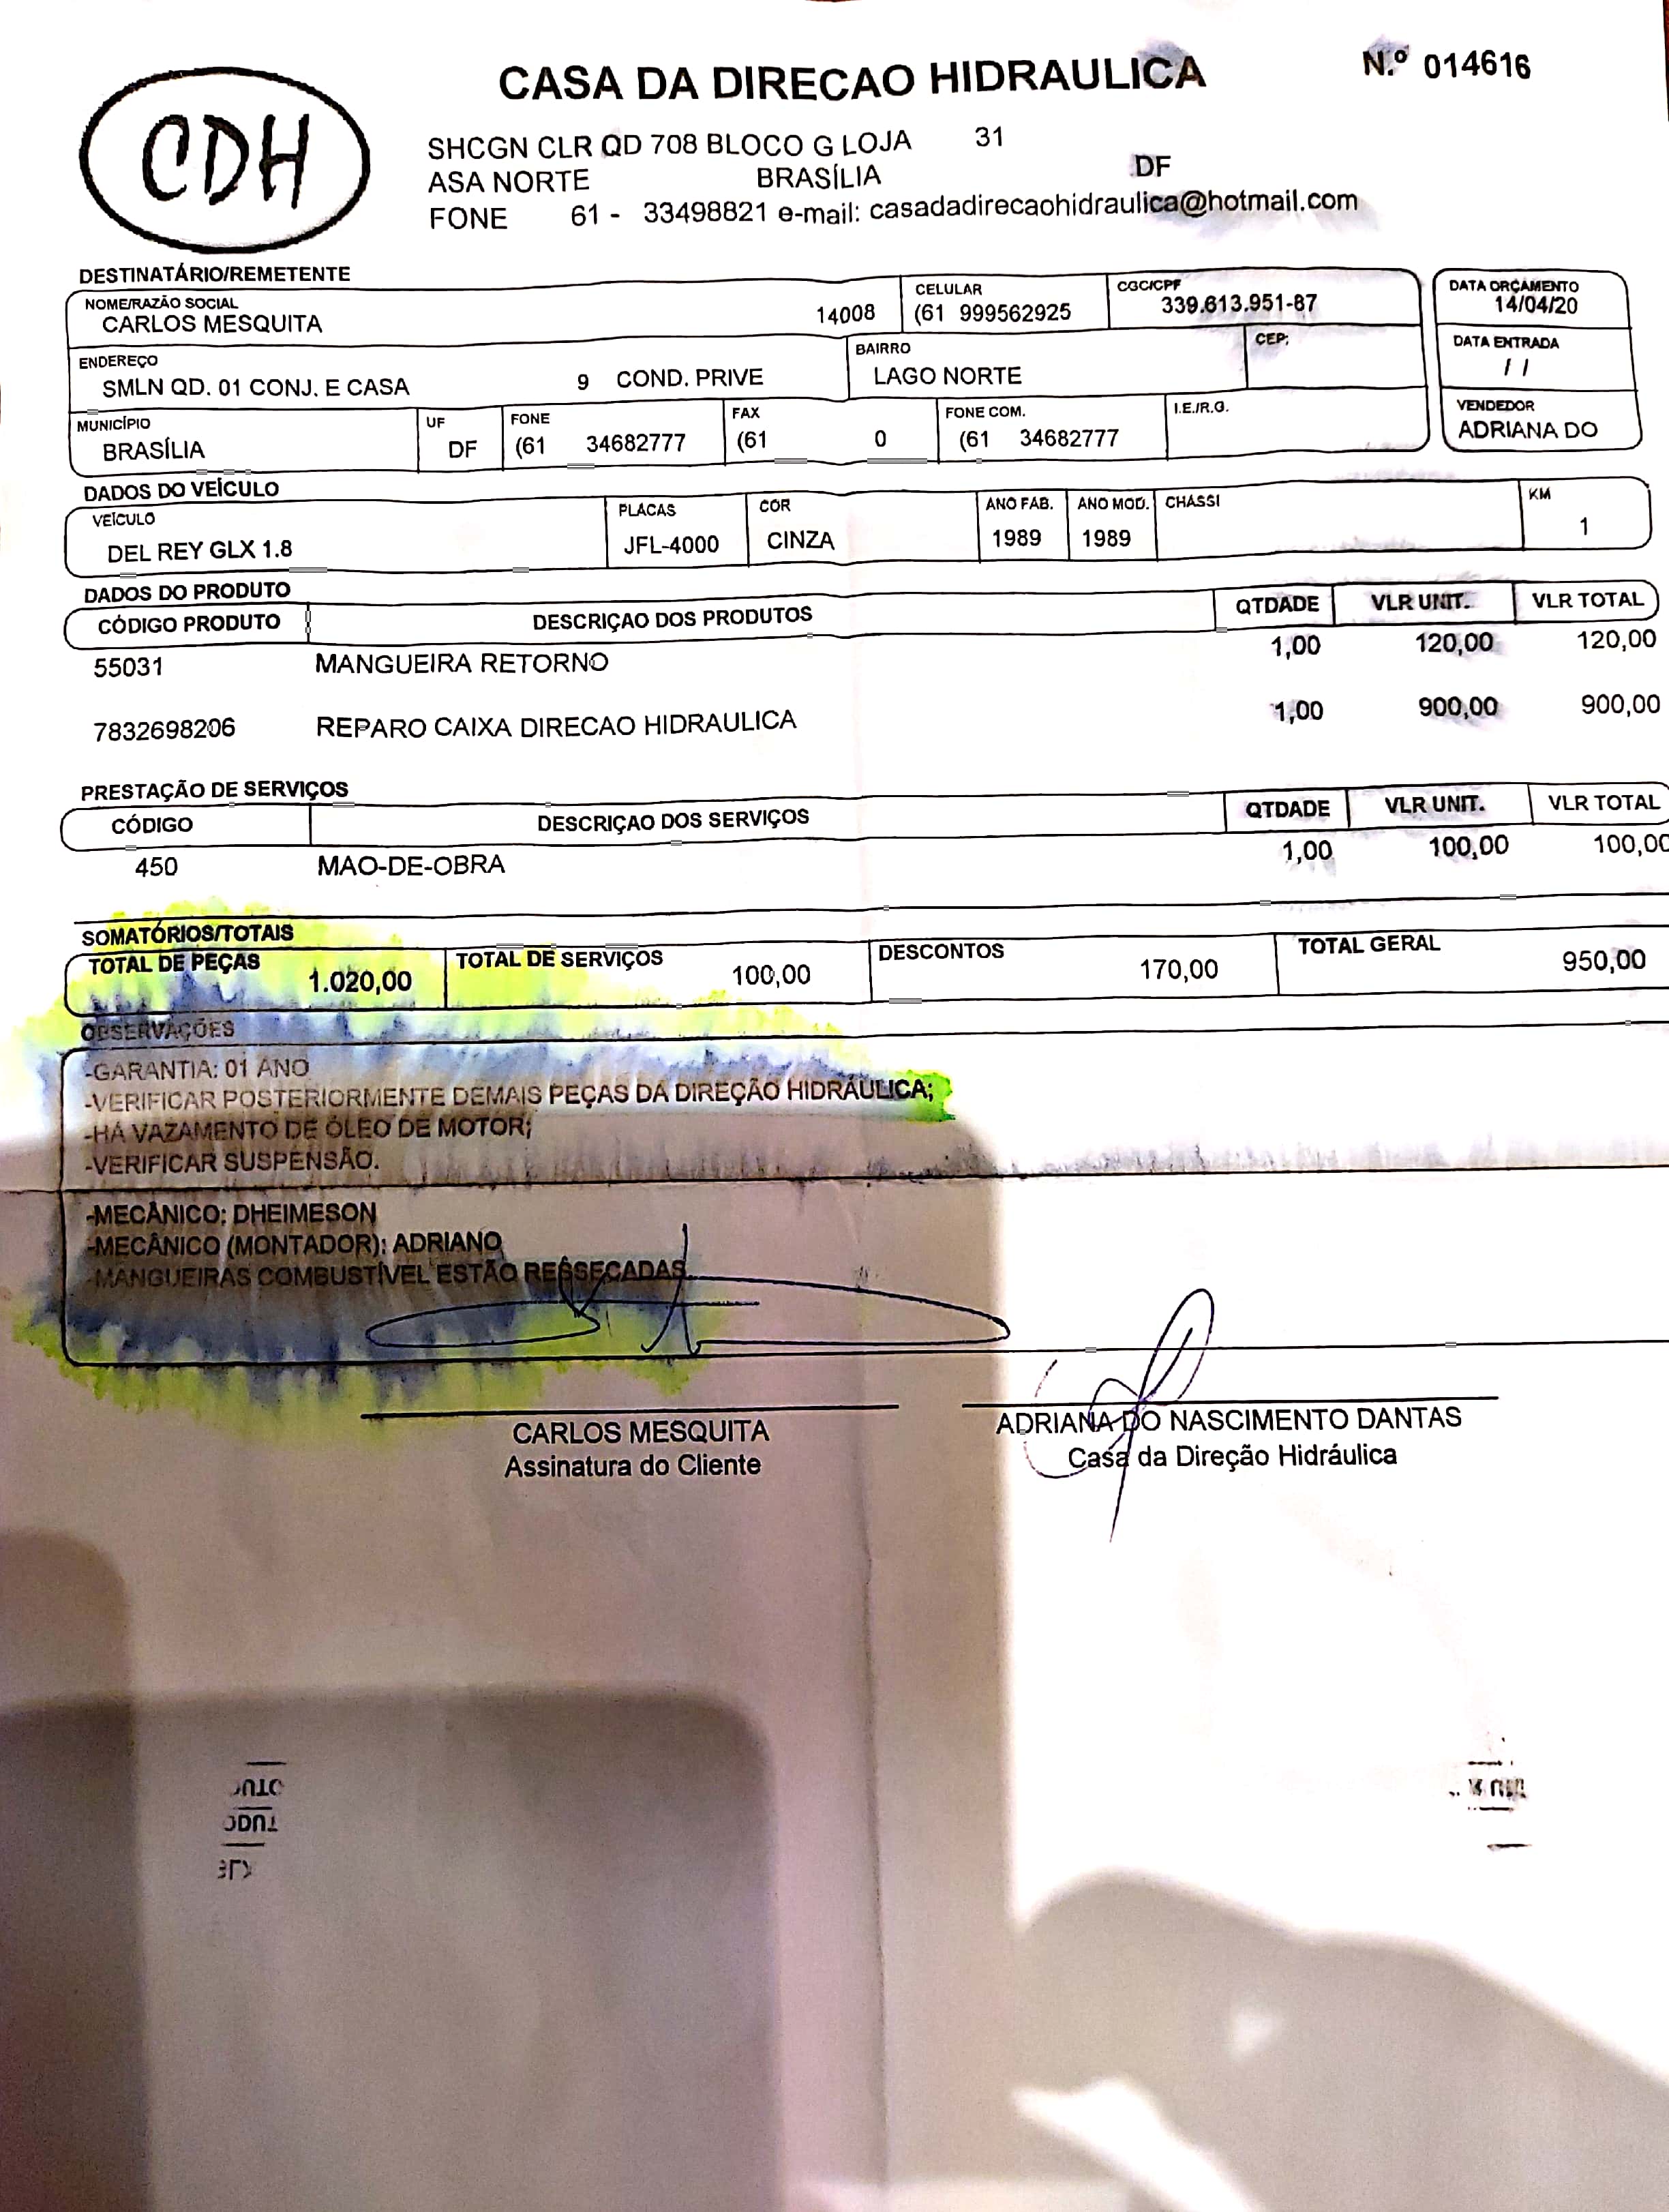 CDH
CASA DA DIRECAO HIDRAULICA
N.º 014616
SHCGN CLR QD 708 BLOCO G LOJA 31
ASA NORTE BRASÍLIA DF
FONE 61 - 33498821 e-mail: casadadirecaohidraulica@hotmail.com
DESTINATÁRIO/REMETENTE
NOME/RAZÃO SOCIAL CELULAR CGC/CPF DATA ORÇAMENTO
CARLOS MESQUITA 14008 (61 999562925 339.613.951-87 14/04/20
ENDEREÇO BAIRRO CEP: DATA ENTRADA
SMLN QD. 01 CONJ. E CASA 9 COND. PRIVE LAGO NORTE / /
MUNICÍPIO UF FONE FAX FONE COM. I.E./R.G. VENDEDOR
BRASÍLIA DF (61 34682777 (61 0 (61 34682777 ADRIANA DO
DADOS DO VEÍCULO
VEÍCULO PLACAS COR ANO FAB. ANO MOD. CHASSI KM
DEL REY GLX 1.8 JFL-4000 CINZA 1989 1989 1
DADOS DO PRODUTO
CÓDIGO PRODUTO DESCRIÇAO DOS PRODUTOS QTDADE VLR UNIT. VLR TOTAL
55031 MANGUEIRA RETORNO 1,00 120,00 120,00
7832698206 REPARO CAIXA DIRECAO HIDRAULICA 1,00 900,00 900,00
PRESTAÇÃO DE SERVIÇOS
CÓDIGO DESCRIÇAO DOS SERVIÇOS QTDADE VLR UNIT. VLR TOTAL
450 MAO-DE-OBRA 1,00 100,00 100,00
SOMATÓRIOS/TOTAIS
TOTAL DE PEÇAS TOTAL DE SERVIÇOS DESCONTOS TOTAL GERAL
1.020,00 100,00 170,00 950,00
OBSERVAÇÕES
-GARANTIA: 01 ANO
-VERIFICAR POSTERIORMENTE DEMAIS PEÇAS DA DIREÇÃO HIDRÁULICA;
-HÁ VAZAMENTO DE ÓLEO DE MOTOR;
-VERIFICAR SUSPENSÃO.
-MECÂNICO: DHEIMESON
-MECÂNICO (MONTADOR): ADRIANO
-MANGUEIRAS COMBUSTÍVEL ESTÃO RESSECADAS.
CARLOS MESQUITA ADRIANA DO NASCIMENTO DANTAS
Assinatura do Cliente Casa da Direção Hidráulica